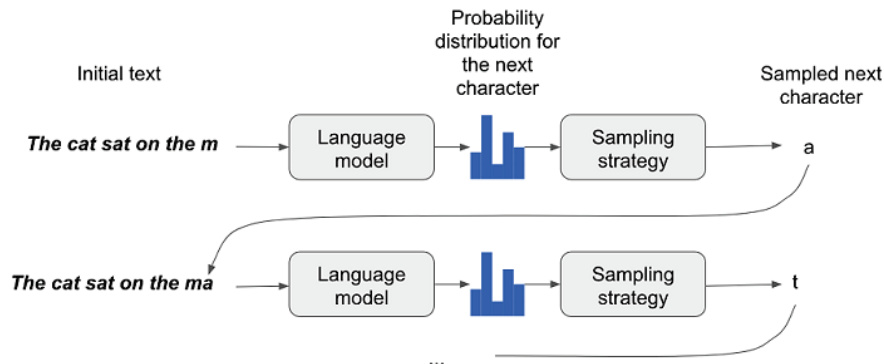 Initial text
Probability
distribution for
the next
character
Sampled next
character
The cat sat on the m
Language
model
Sampling
strategy
a
The cat sat on the ma
Language
model
Sampling
strategy
t
...